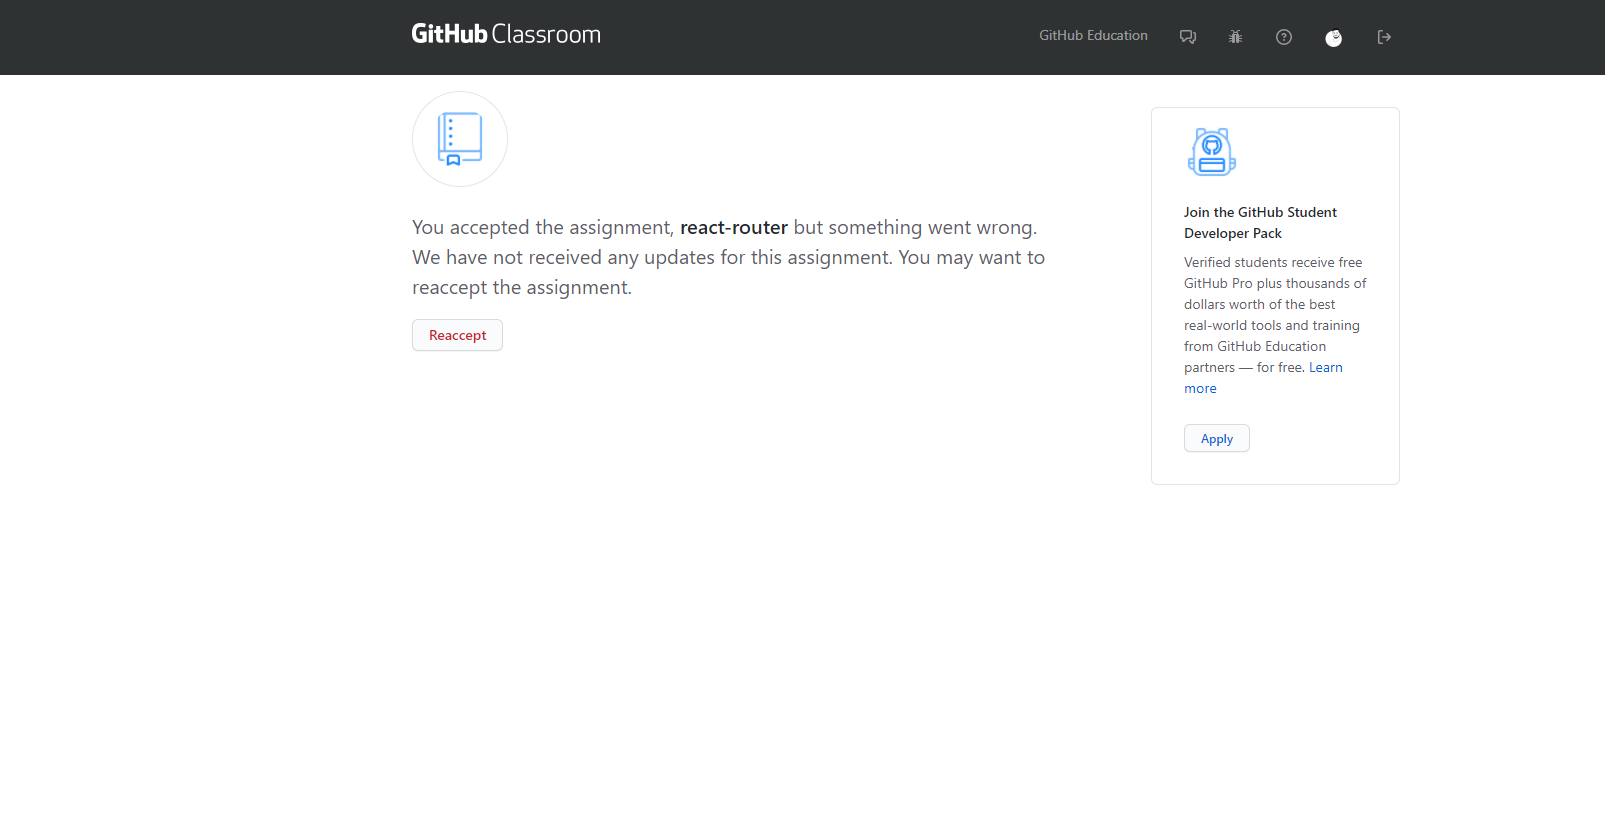 GitHub Classroom
GitHub Education
You accepted the assignment, react-router but something went wrong.
We have not received any updates for this assignment. You may want to
reaccept the assignment.
Reaccept
Join the GitHub Student
Developer Pack
Verified students receive free
GitHub Pro plus thousands of
dollars worth of the best
real-world tools and training
from GitHub Education
partners — for free. Learn
more
Apply